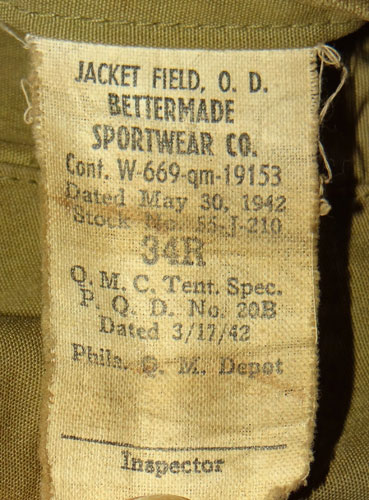 JACKET FIELD, O. D.
BETTERMADE
SPORTWEAR CO.
Cont. W-669-qm-19153
Dated May 30, 1942
Stock No. 55-J-210
34R
Q. M. C. Tent. Spec.
P. Q. D. No. 20B
Dated 3/17/42
Phila. Q. M. Depot
Inspector